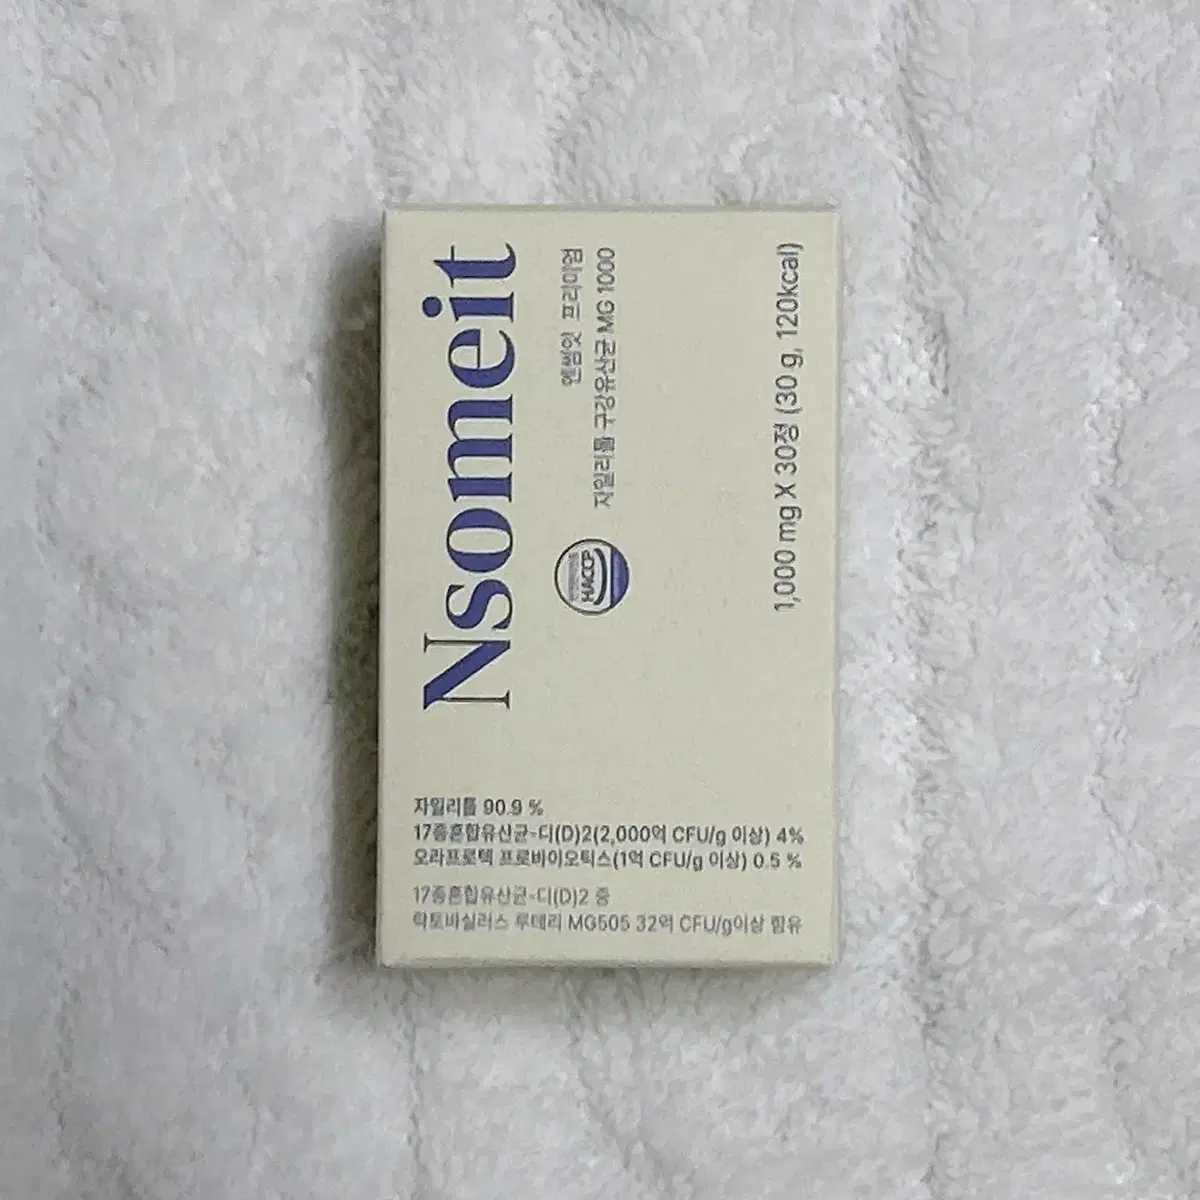 Nsomeit
엔썸잇 프리미엄
자일리톨 구강유산균 MG 1000
HACCP
1,000 mg X 30정 (30 g, 120kcal)
자일리톨 90.9 %
17종혼합유산균-디(D)2(2,000억 CFU/g 이상) 4%
오라프로텍 프로바이오틱스(1억 CFU/g 이상) 0.5 %
17종혼합유산균-디(D)2 중
락토바실러스 루테리 MG505 32억 CFU/g이상 함유